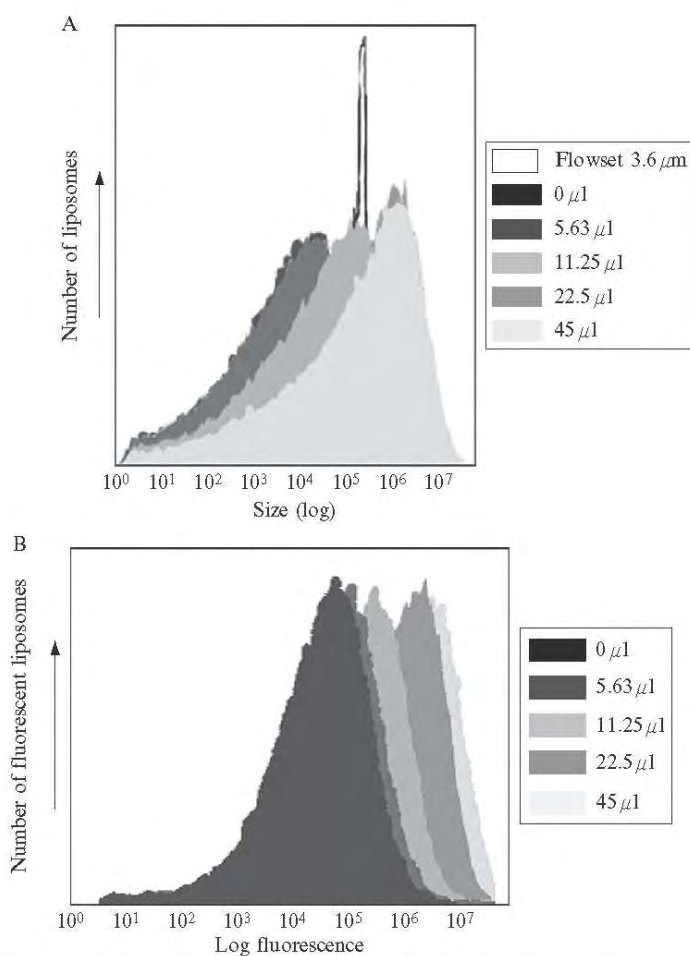 A
Number of liposomes
10⁰ 10¹ 10² 10³ 10⁴ 10⁵ 10⁶ 10⁷
Size (log)
Flowset 3.6 μm
0 μl
5.63 μl
11.25 μl
22.5 μl
45 μl
B
Number of fluorescent liposomes
10⁰ 10¹ 10² 10³ 10⁴ 10⁵ 10⁶ 10⁷
Log fluorescence
0 μl
5.63 μl
11.25 μl
22.5 μl
45 μl